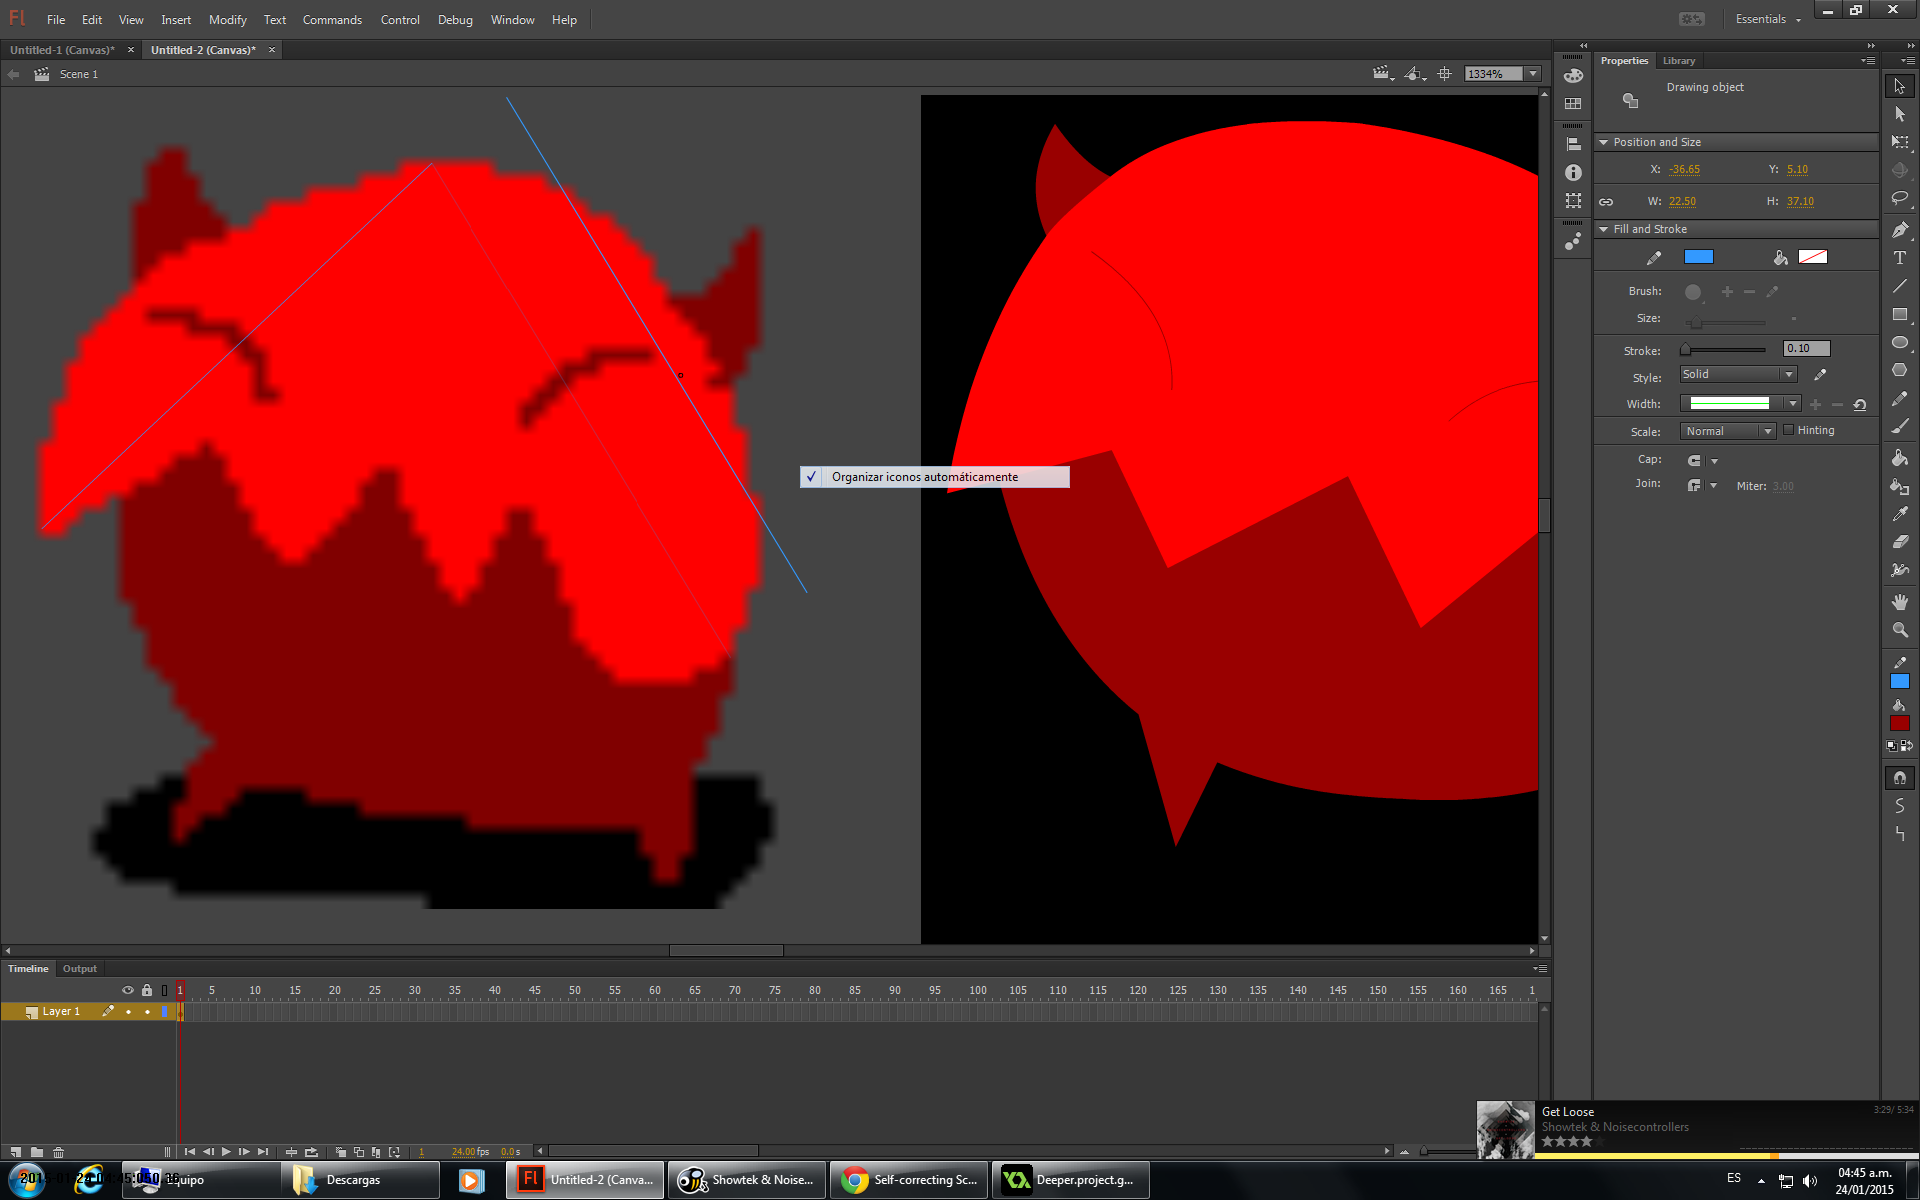 Fl File Edit View Insert Modify Text Commands Control Debug Window Help Essentials
Untitled-1 (Canvas)* × Untitled-2 (Canvas)* ×
Scene 1
1334%
Properties Library
Drawing object
Position and Size
X: -36.65 Y: 5.10
W: 22.50 H: 37.10
Fill and Stroke
Brush:
Size:
Stroke: 0.10
Style: Solid
Width:
Scale: Normal Hinting
Cap:
Join: Miter: 3.00
✓ Organizar iconos automáticamente
Timeline Output
1 5 10 15 20 25 30 35 40 45 50 55 60 65 70 75 80 85 90 95 100 105 110 115 120 125 130 135 140 145 150 155 160 165 1
Layer 1
1 24.00 fps 0.0 s
Get Loose 3:29/ 5:34
Showtek & Noisecontrollers
Equipo
Descargas
Fl Untitled-2 (Canva...
Showtek & Noise...
Self-correcting Sc...
Deeper.project.g...
ES
04:45 a.m.
24/01/2015